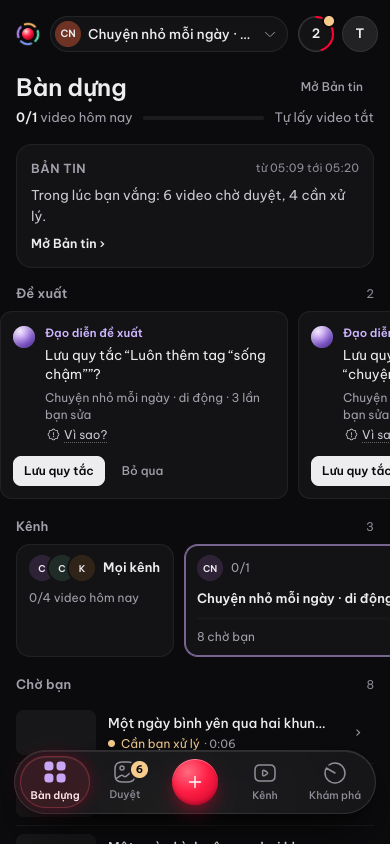 CN Chuyện nhỏ mỗi ngày · ... 2 T
Bàn dựng Mở Bản tin
0/1 video hôm nay Tự lấy video tắt
BẢN TIN từ 05:09 tới 05:20
Trong lúc bạn vắng: 6 video chờ duyệt, 4 cần xử
lý.
Mở Bản tin ›
Đề xuất 2
Đạo diễn đề xuất
Lưu quy tắc “Luôn thêm tag “sống
chậm””?
Chuyện nhỏ mỗi ngày · di động · 3 lần
bạn sửa
Vì sao?
Lưu quy tắc Bỏ qua
Đạo diễn
Lưu quy
“chuyện
Chuyện
bạn sửa
Vì sao
Lưu quy tắc
Kênh 3
C C K Mọi kênh
0/4 video hôm nay
CN 0/1
Chuyện nhỏ mỗi ngày · di động
8 chờ bạn
Chờ bạn 8
Một ngày bình yên qua hai khun...
Cần bạn xử lý · 0:06
Bàn dựng
Duyệt 6
Kênh
Khám phá